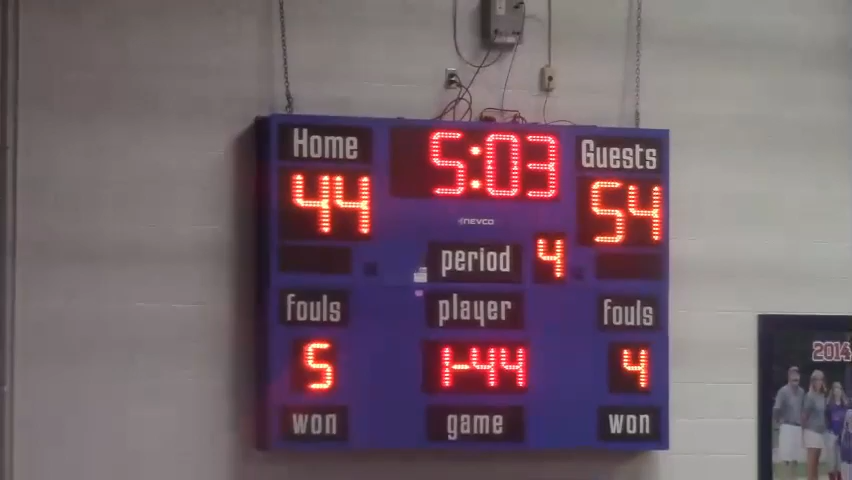 Home 5:03 Guests
44 54
NEVCO
period 4
fouls player fouls
5 1-44 4
won game won
2014